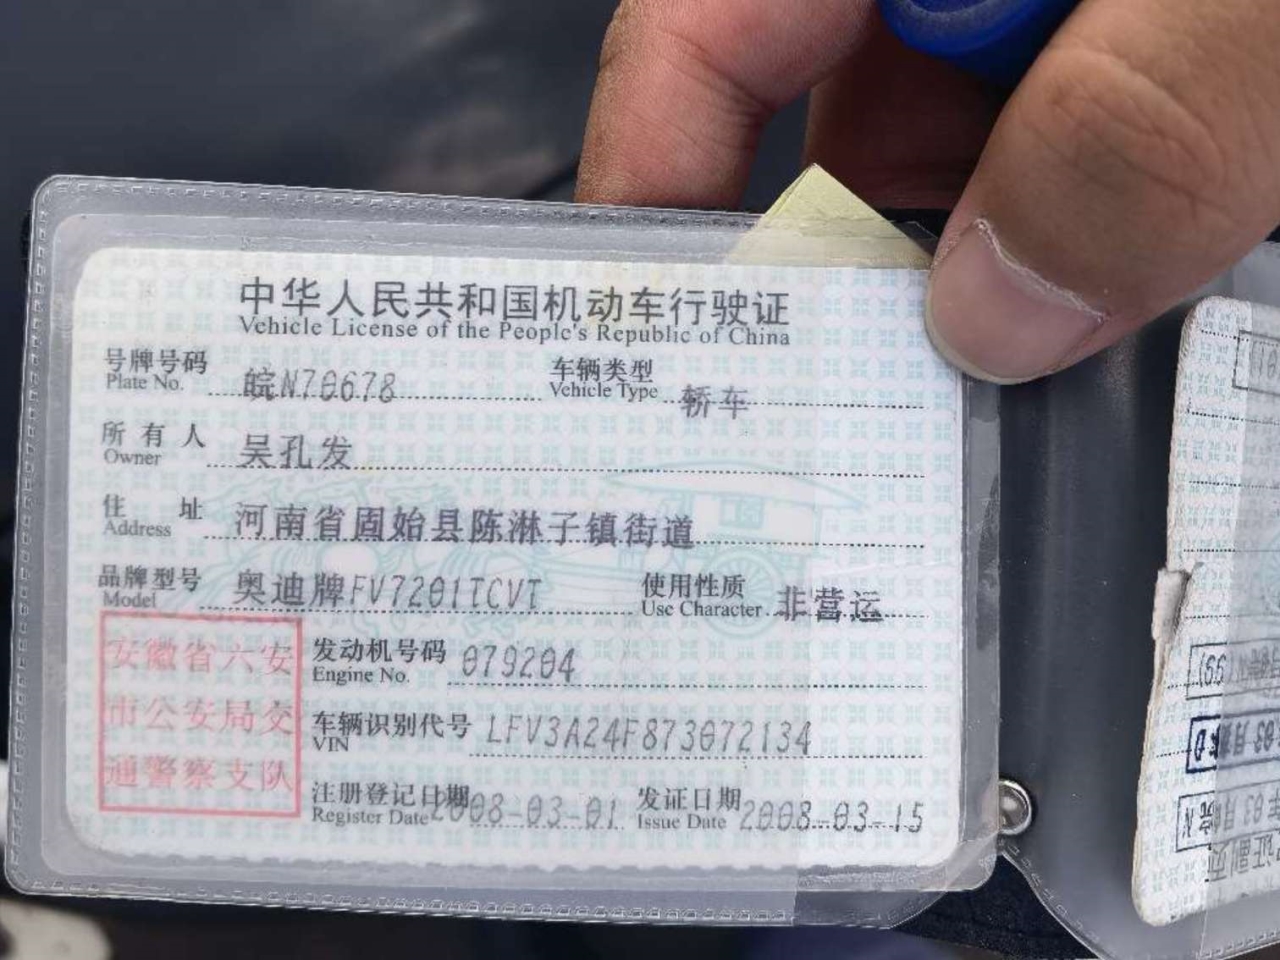 中华人民共和国机动车行驶证
Vehicle License of the People's Republic of China
号牌号码 皖N70678 车辆类型 轿车
Plate No. Vehicle Type
所有人 吴孔发
Owner
住址 河南省固始县陈淋子镇街道
Address
品牌型号 奥迪牌FV7201TCVT 使用性质 非营运
Model Use Character
安徽省六安
市公安局交
通警察支队
发动机号码 079204
Engine No.
车辆识别代号 LFV3A24F873072134
VIN
注册登记日期 2008-03-01 发证日期 2008-03-15
Register Date Issue Date